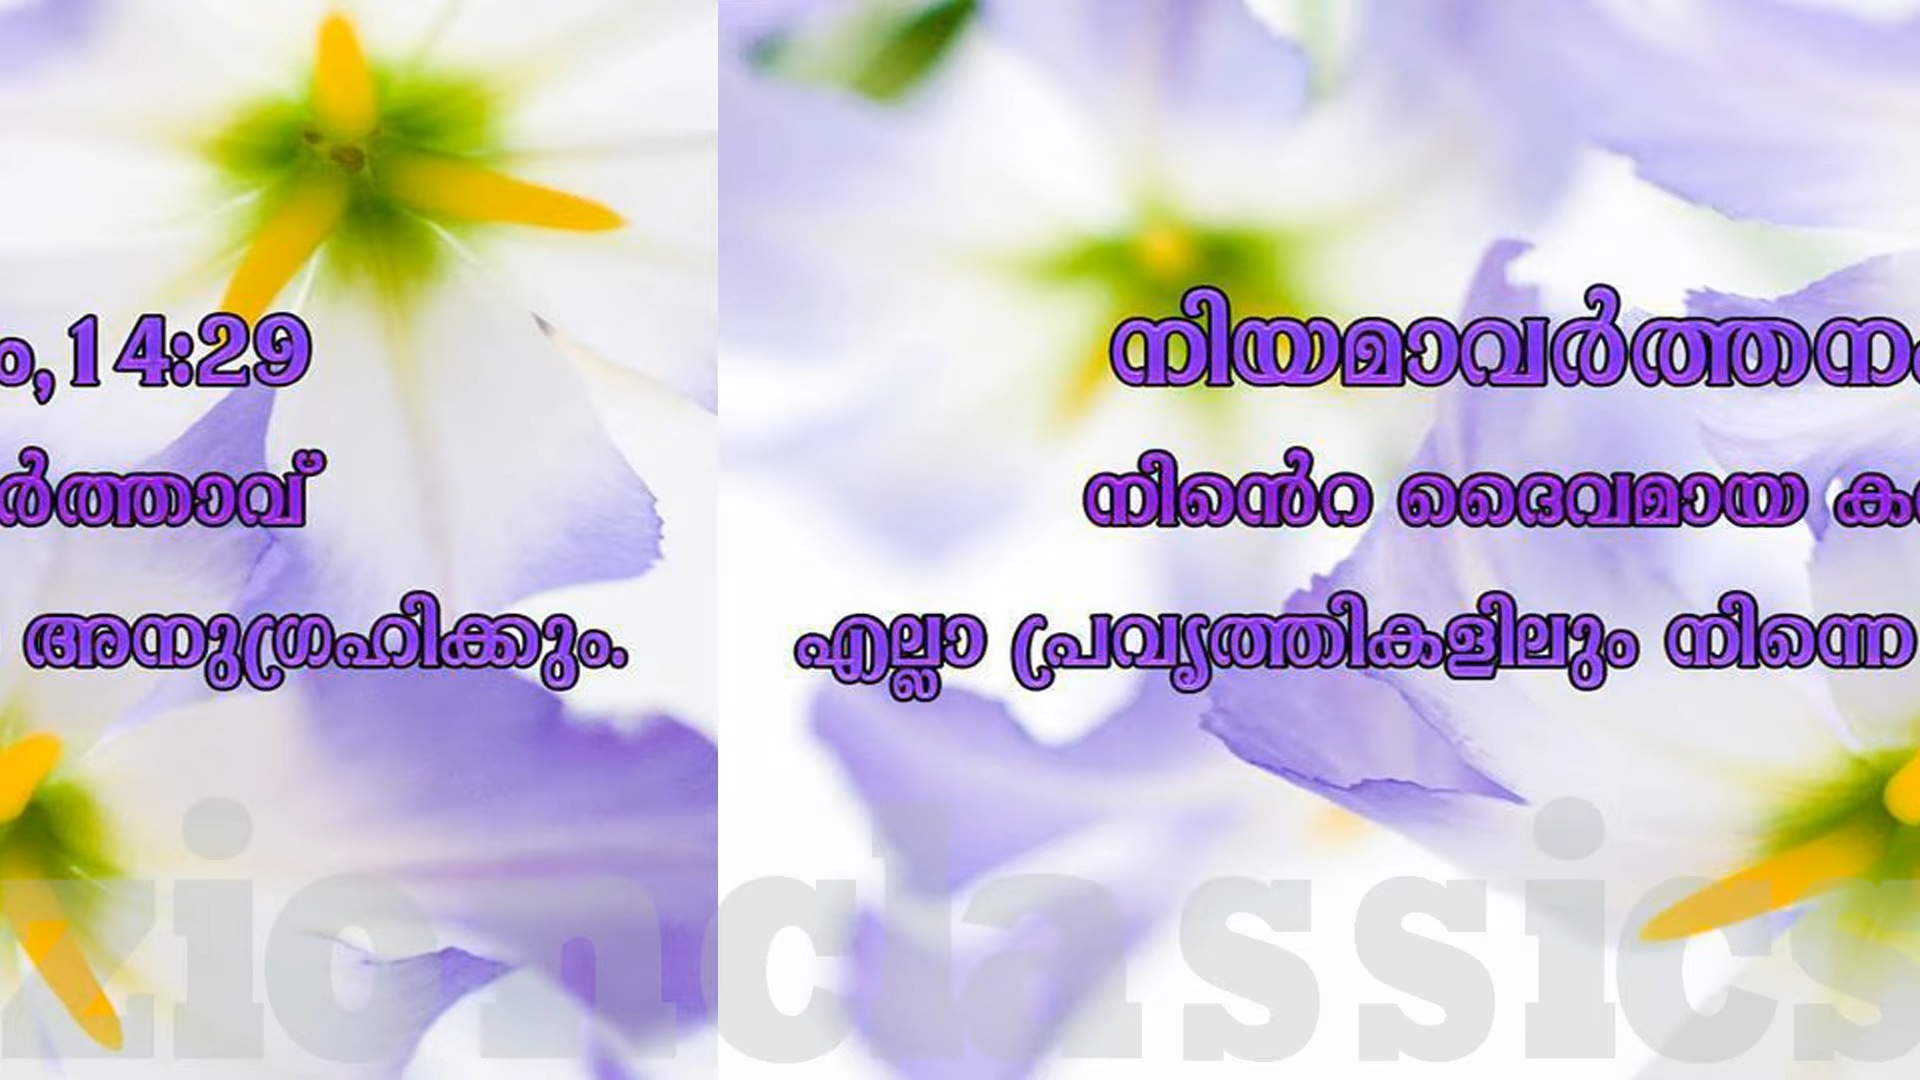 ം,14:29
ർത്താവ്
അനുഗ്രഹിക്കും.
നിയമാവർത്തനം
നിൻെറ ദൈവമായ ക
എല്ലാ പ്രവൃത്തികളിലും നിന്നെ
zionclassics